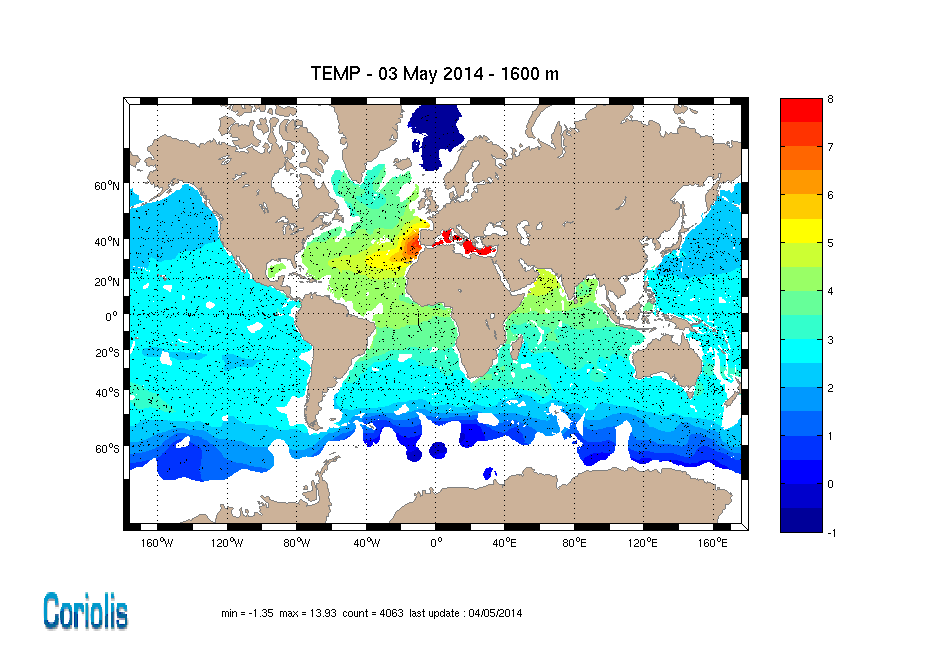 TEMP - 03 May 2014 - 1600 m
8
7
6
5
4
3
2
1
0
-1
60°N
40°N
20°N
0°
20°S
40°S
60°S
160°W 120°W 80°W 40°W 0° 40°E 80°E 120°E 160°E
Coriolis
min = -1.35 max = 13.93 count = 4063 last update : 04/05/2014